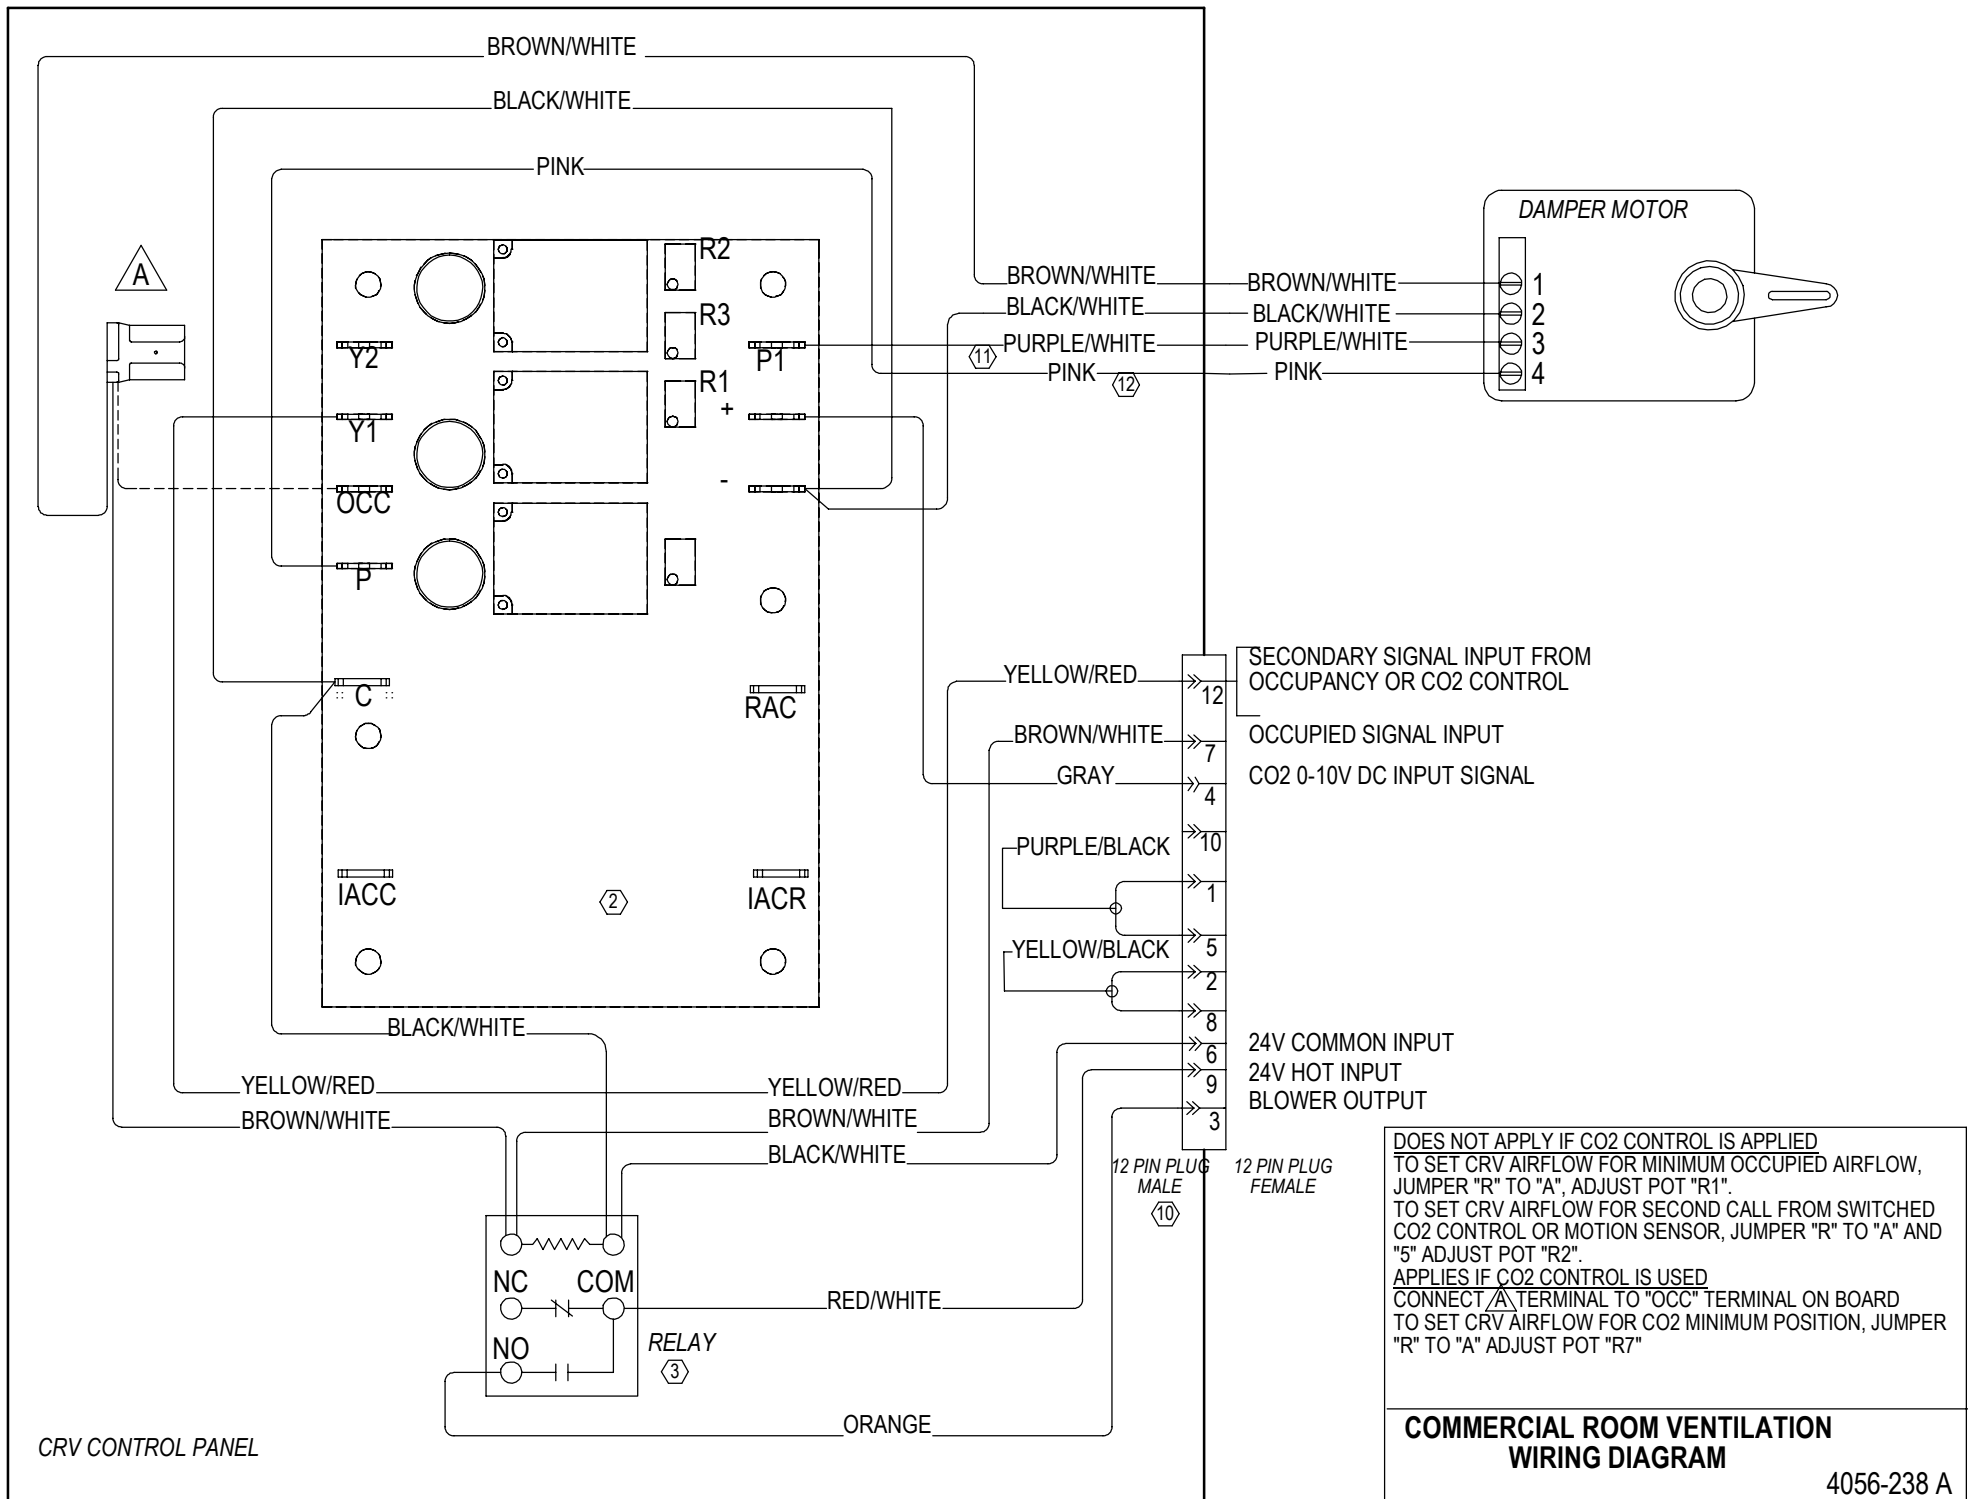 BROWN/WHITE
BLACK/WHITE
PINK
DAMPER MOTOR
A
R2
BROWN/WHITE
BROWN/WHITE
1
BLACK/WHITE
BLACK/WHITE
2
R3
Y2
P1
11
PURPLE/WHITE
PURPLE/WHITE
3
PINK
12
PINK
4
R1
+
Y1
-
OCC
P
C
RAC
YELLOW/RED
12
SECONDARY SIGNAL INPUT FROM
OCCUPANCY OR CO2 CONTROL
BROWN/WHITE
7
OCCUPIED SIGNAL INPUT
GRAY
4
CO2 0-10V DC INPUT SIGNAL
10
PURPLE/BLACK
1
IACC
2
IACR
5
YELLOW/BLACK
2
8
BLACK/WHITE
6
24V COMMON INPUT
9
24V HOT INPUT
YELLOW/RED
YELLOW/RED
3
BLOWER OUTPUT
BROWN/WHITE
BROWN/WHITE
BLACK/WHITE
12 PIN PLUG
MALE
10
12 PIN PLUG
FEMALE
NC
COM
RED/WHITE
NO
RELAY
3
ORANGE
CRV CONTROL PANEL
DOES NOT APPLY IF CO2 CONTROL IS APPLIED
TO SET CRV AIRFLOW FOR MINIMUM OCCUPIED AIRFLOW,
JUMPER "R" TO "A", ADJUST POT "R1".
TO SET CRV AIRFLOW FOR SECOND CALL FROM SWITCHED
CO2 CONTROL OR MOTION SENSOR, JUMPER "R" TO "A" AND
"5" ADJUST POT "R2".
APPLIES IF CO2 CONTROL IS USED
CONNECT A TERMINAL TO "OCC" TERMINAL ON BOARD
TO SET CRV AIRFLOW FOR CO2 MINIMUM POSITION, JUMPER
"R" TO "A" ADJUST POT "R7"
COMMERCIAL ROOM VENTILATION
WIRING DIAGRAM
4056-238 A